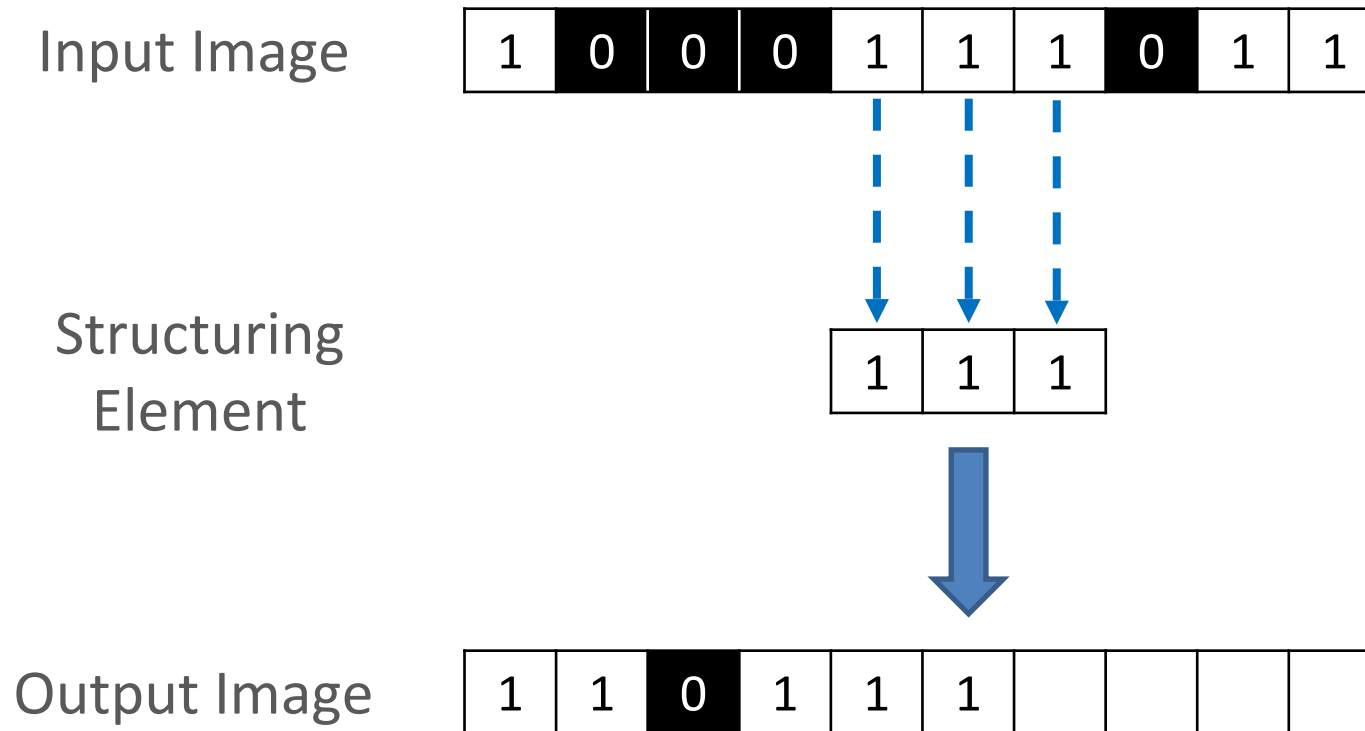 Input Image 1 0 0 0 1 1 1 0 1 1
Structuring
Element
1 1 1
Output Image 1 1 0 1 1 1